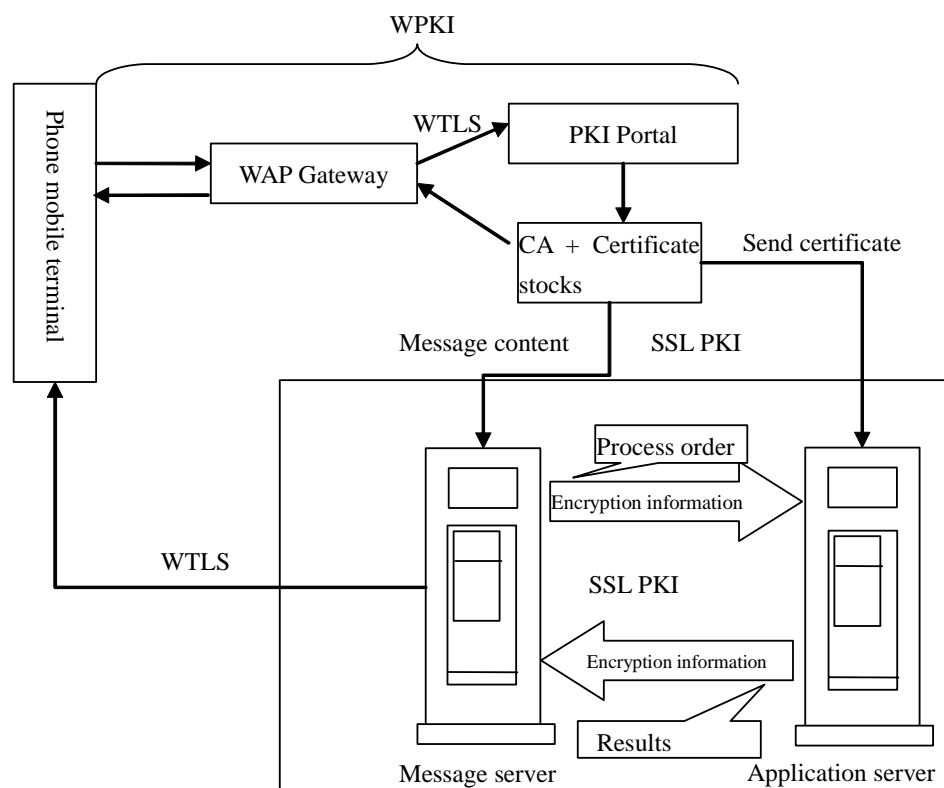 WPKI
Phone mobile terminal
WTLS
PKI Portal
WAP Gateway
CA + Certificate
stocks
Send certificate
Message content
SSL PKI
Process order
Encryption information
WTLS
SSL PKI
Encryption information
Results
Message server
Application server